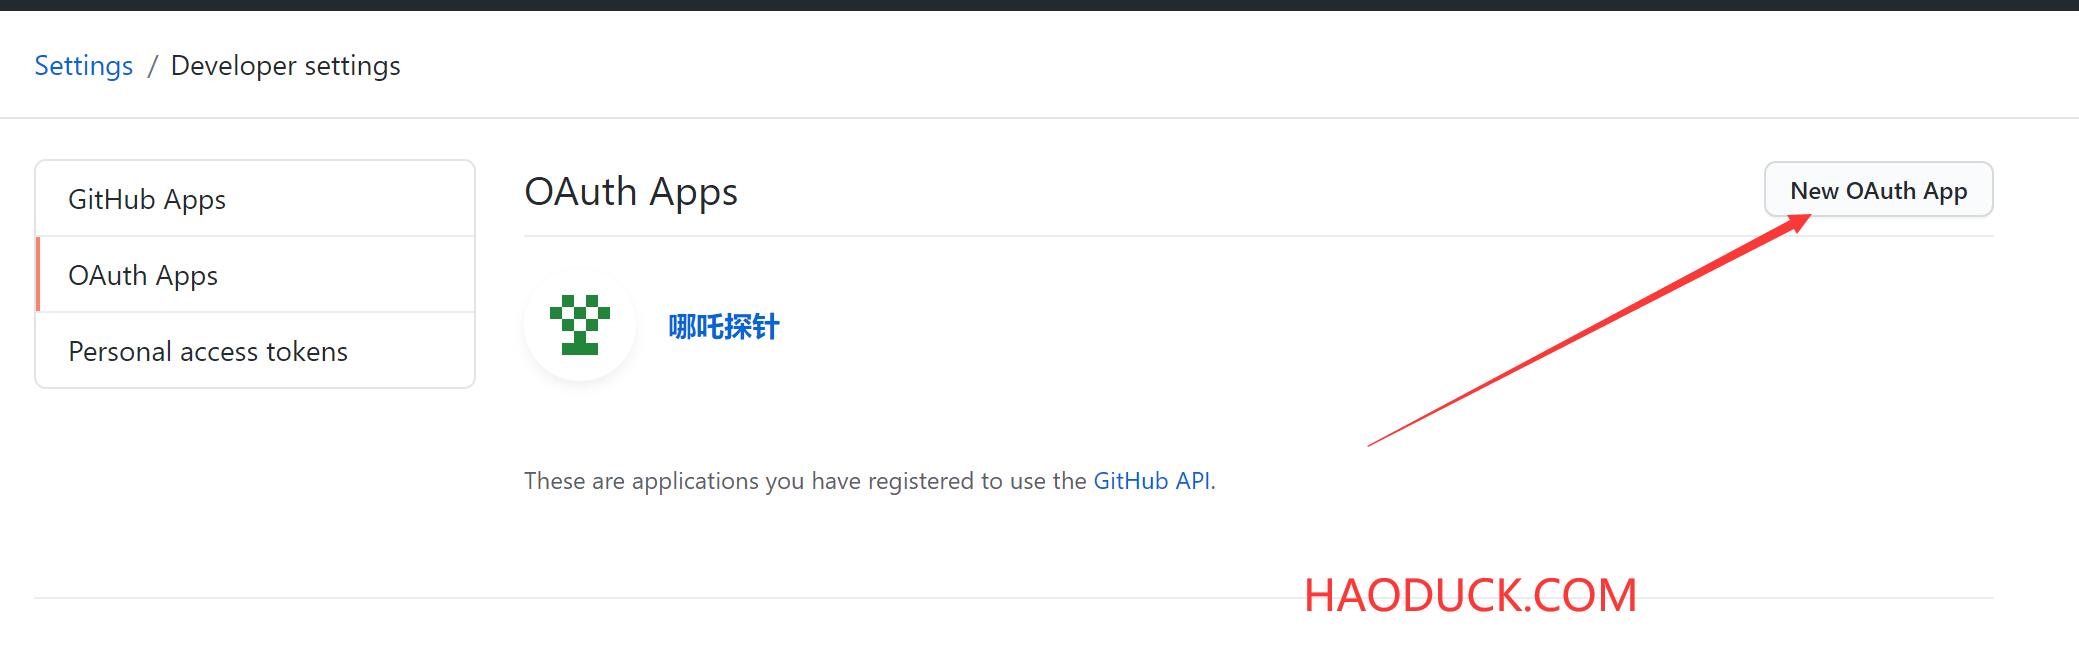 Settings / Developer settings
GitHub Apps
OAuth Apps
Personal access tokens
OAuth Apps
New OAuth App
哪吒探针
These are applications you have registered to use the GitHub API.
HAODUCK.COM